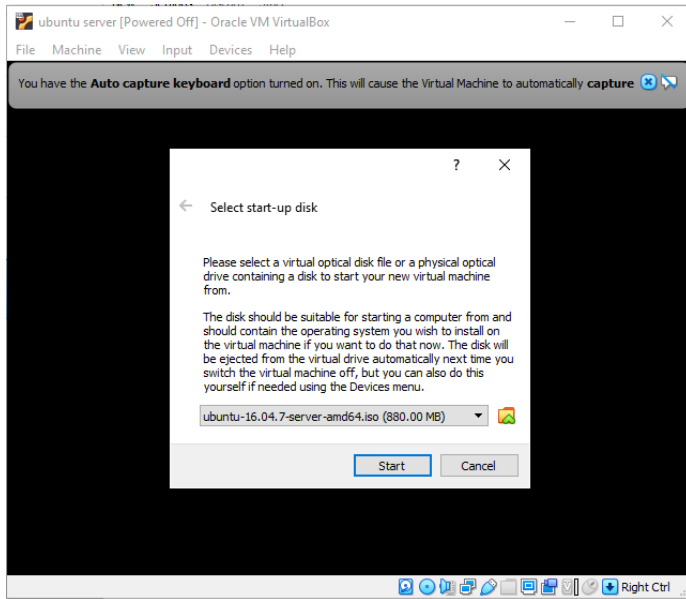 ubuntu server [Powered Off] - Oracle VM VirtualBox
File Machine View Input Devices Help
You have the Auto capture keyboard option turned on. This will cause the Virtual Machine to automatically capture
?
Select start-up disk
Please select a virtual optical disk file or a physical optical
drive containing a disk to start your new virtual machine
from.
The disk should be suitable for starting a computer from and
should contain the operating system you wish to install on
the virtual machine if you want to do that now. The disk will
be ejected from the virtual drive automatically next time you
switch the virtual machine off, but you can also do this
yourself if needed using the Devices menu.
ubuntu-16.04.7-server-amd64.iso (880.00 MB)
Start Cancel
Right Ctrl